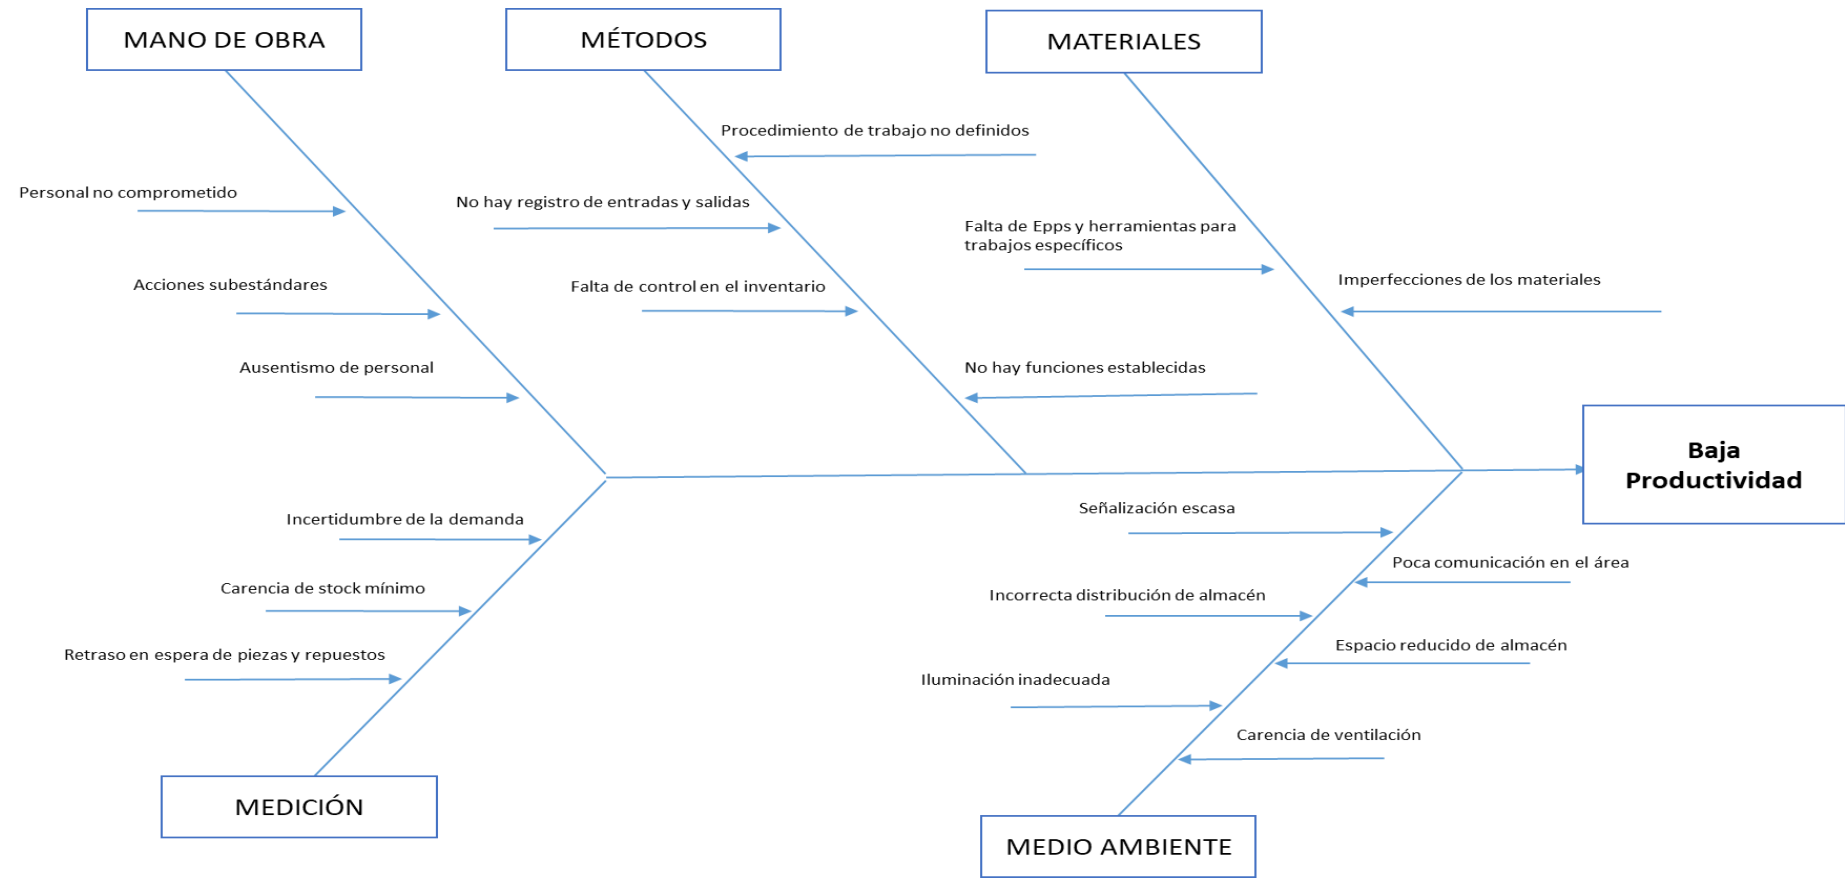 MANO DE OBRA
MÉTODOS
MATERIALES
Procedimiento de trabajo no definidos
Personal no comprometido
No hay registro de entradas y salidas
Falta de Epps y herramientas para
trabajos específicos
Imperfecciones de los materiales
Acciones subestándares
Falta de control en el inventario
Ausentismo de personal
No hay funciones establecidas
Baja
Productividad
Incertidumbre de la demanda
Señalización escasa
Poca comunicación en el área
Carencia de stock mínimo
Incorrecta distribución de almacén
Espacio reducido de almacén
Retraso en espera de piezas y repuestos
Iluminación inadecuada
Carencia de ventilación
MEDICIÓN
MEDIO AMBIENTE